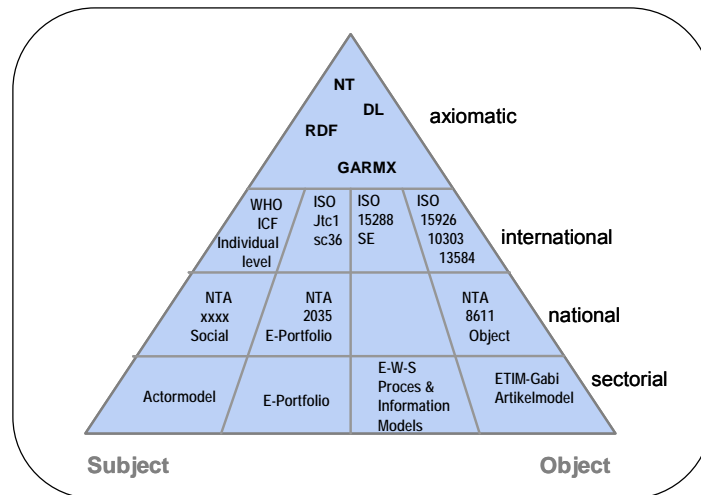 NT
DL
RDF
GARMX
axiomatic
WHO
ICF
Individual
level
ISO
Jtc1
sc36
ISO
15288
SE
ISO
15926
10303
13584
international
NTA
xxxx
Social
NTA
2035
E-Portfolio
NTA
8611
Object
national
Actormodel
E-Portfolio
E-W-S
Proces &
Information
Models
ETIM-Gabi
Artikelmodel
sectorial
Subject
Object